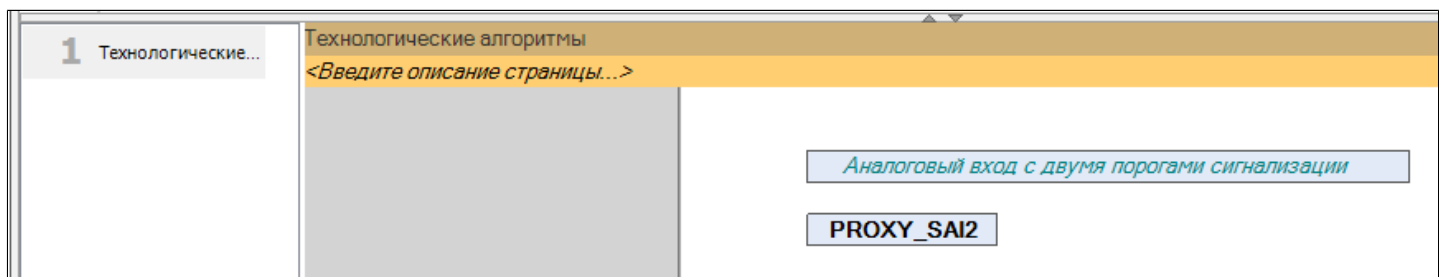 1 Технологические...
Технологические алгоритмы
<Введите описание страницы...>
Аналоговый вход с двумя порогами сигнализации
PROXY_SAI2